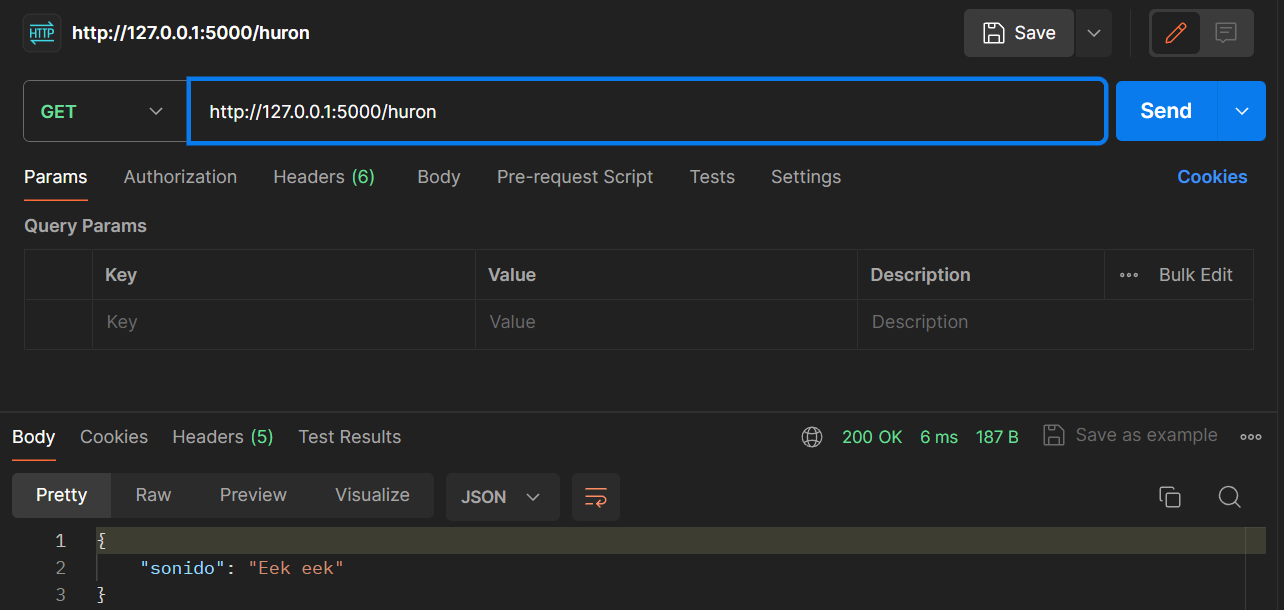 HTTP http://127.0.0.1:5000/huron Save
GET http://127.0.0.1:5000/huron Send
Params Authorization Headers (6) Body Pre-request Script Tests Settings Cookies
Query Params
Key Value Description Bulk Edit
Key Value Description
Body Cookies Headers (5) Test Results 200 OK 6 ms 187 B Save as example
Pretty Raw Preview Visualize JSON
1 {
2 "sonido": "Eek eek"
3 }